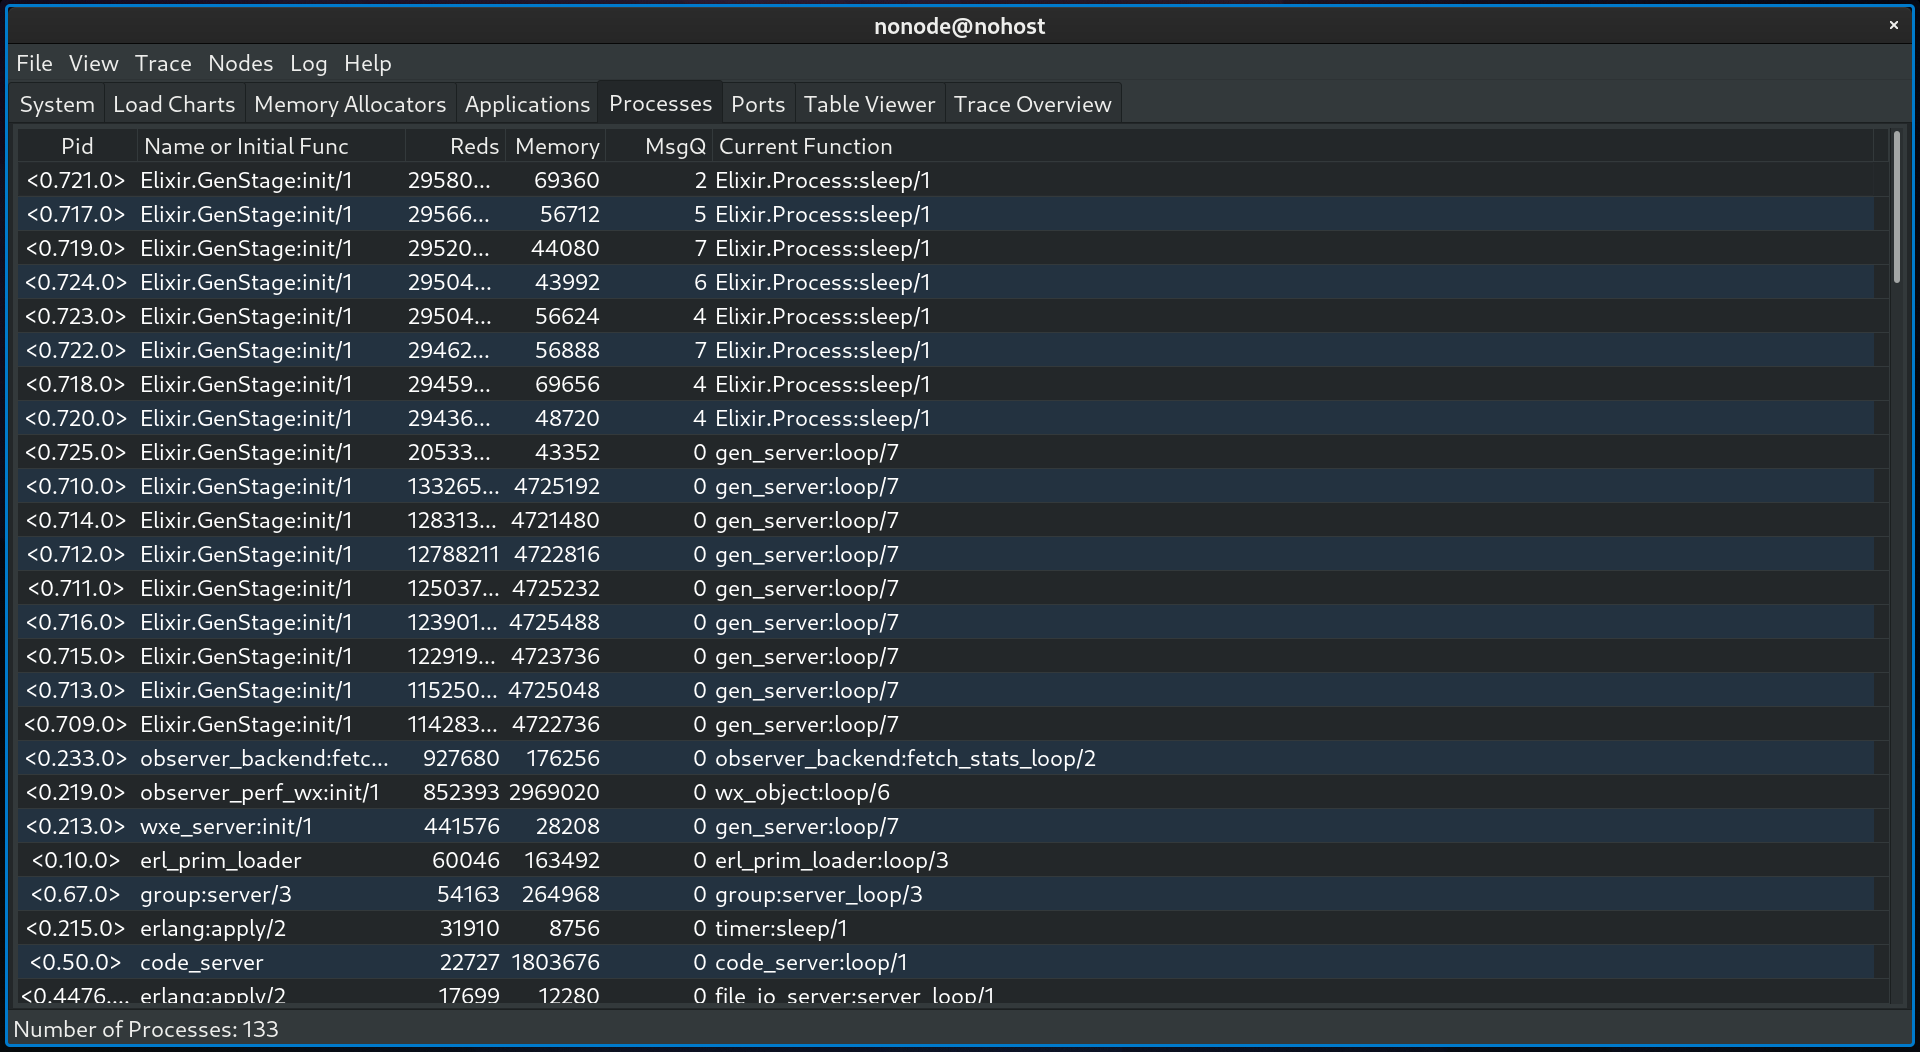 nonode@nohost ×
File View Trace Nodes Log Help
System Load Charts Memory Allocators Applications Processes Ports Table Viewer Trace Overview
Pid Name or Initial Func Reds Memory MsgQ Current Function
<0.721.0> Elixir.GenStage:init/1 29580... 69360 2 Elixir.Process:sleep/1
<0.717.0> Elixir.GenStage:init/1 29566... 56712 5 Elixir.Process:sleep/1
<0.719.0> Elixir.GenStage:init/1 29520... 44080 7 Elixir.Process:sleep/1
<0.724.0> Elixir.GenStage:init/1 29504... 43992 6 Elixir.Process:sleep/1
<0.723.0> Elixir.GenStage:init/1 29504... 56624 4 Elixir.Process:sleep/1
<0.722.0> Elixir.GenStage:init/1 29462... 56888 7 Elixir.Process:sleep/1
<0.718.0> Elixir.GenStage:init/1 29459... 69656 4 Elixir.Process:sleep/1
<0.720.0> Elixir.GenStage:init/1 29436... 48720 4 Elixir.Process:sleep/1
<0.725.0> Elixir.GenStage:init/1 20533... 43352 0 gen_server:loop/7
<0.710.0> Elixir.GenStage:init/1 133265... 4725192 0 gen_server:loop/7
<0.714.0> Elixir.GenStage:init/1 128313... 4721480 0 gen_server:loop/7
<0.712.0> Elixir.GenStage:init/1 12788211 4722816 0 gen_server:loop/7
<0.711.0> Elixir.GenStage:init/1 125037... 4725232 0 gen_server:loop/7
<0.716.0> Elixir.GenStage:init/1 123901... 4725488 0 gen_server:loop/7
<0.715.0> Elixir.GenStage:init/1 122919... 4723736 0 gen_server:loop/7
<0.713.0> Elixir.GenStage:init/1 115250... 4725048 0 gen_server:loop/7
<0.709.0> Elixir.GenStage:init/1 114283... 4722736 0 gen_server:loop/7
<0.233.0> observer_backend:fetc... 927680 176256 0 observer_backend:fetch_stats_loop/2
<0.219.0> observer_perf_wx:init/1 852393 2969020 0 wx_object:loop/6
<0.213.0> wxe_server:init/1 441576 28208 0 gen_server:loop/7
<0.10.0> erl_prim_loader 60046 163492 0 erl_prim_loader:loop/3
<0.67.0> group:server/3 54163 264968 0 group:server_loop/3
<0.215.0> erlang:apply/2 31910 8756 0 timer:sleep/1
<0.50.0> code_server 22727 1803676 0 code_server:loop/1
<0.4476.... erlang:apply/2 17699 12280 0 file_io_server:server_loop/1
Number of Processes: 133